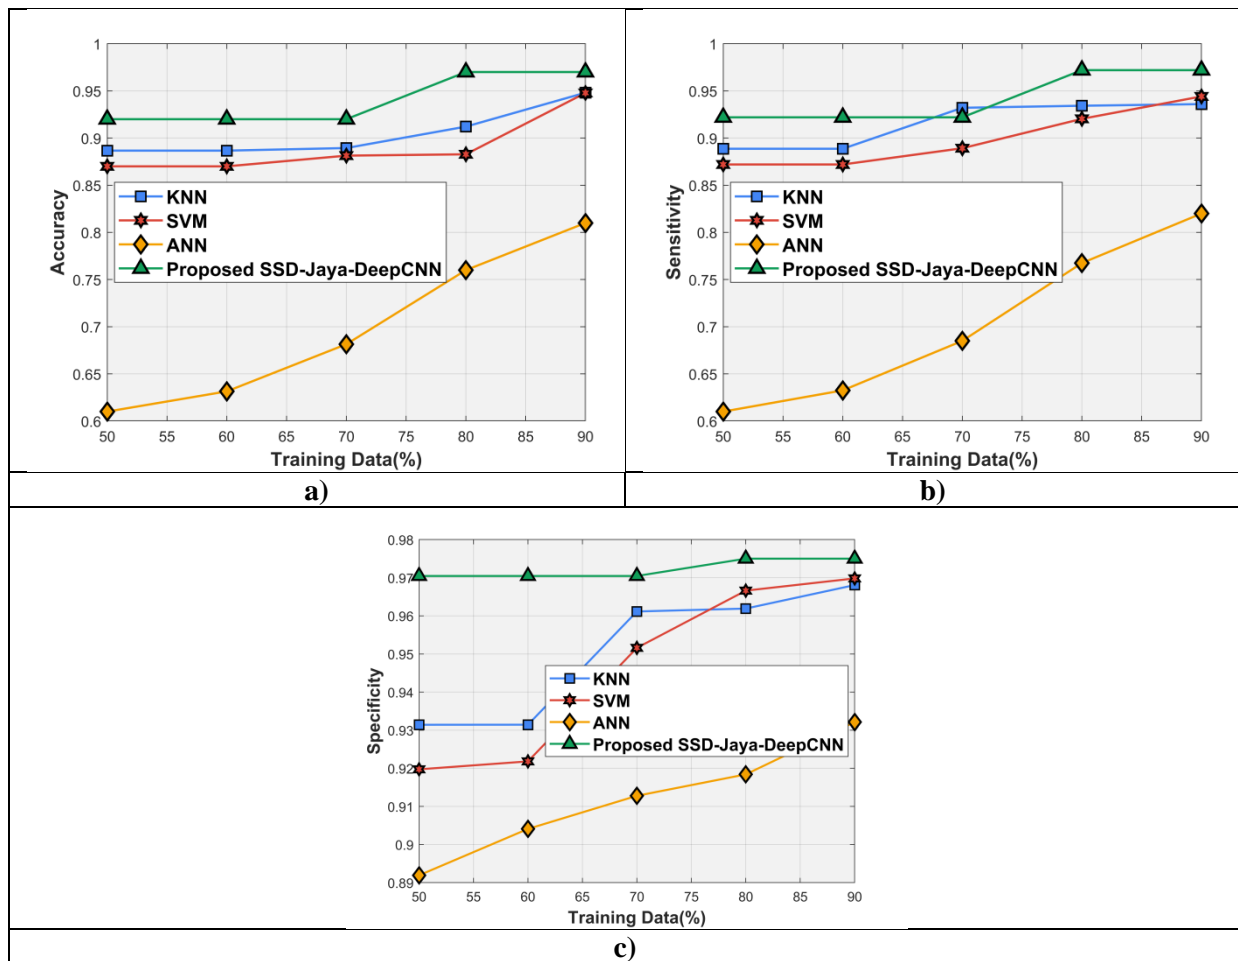 1
0.95
0.9
0.85
0.8
0.75
0.7
0.65
0.6
Accuracy
KNN
SVM
ANN
Proposed SSD-Jaya-DeepCNN
50 55 60 65 70 75 80 85 90
Training Data(%)
a)
1
0.95
0.9
0.85
0.8
0.75
0.7
0.65
0.6
Sensitivity
KNN
SVM
ANN
Proposed SSD-Jaya-DeepCNN
50 55 60 65 70 75 80 85 90
Training Data(%)
b)
0.98
0.97
0.96
0.95
0.94
0.93
0.92
0.91
0.9
0.89
Specificity
KNN
SVM
ANN
Proposed SSD-Jaya-DeepCNN
50 55 60 65 70 75 80 85 90
Training Data(%)
c)